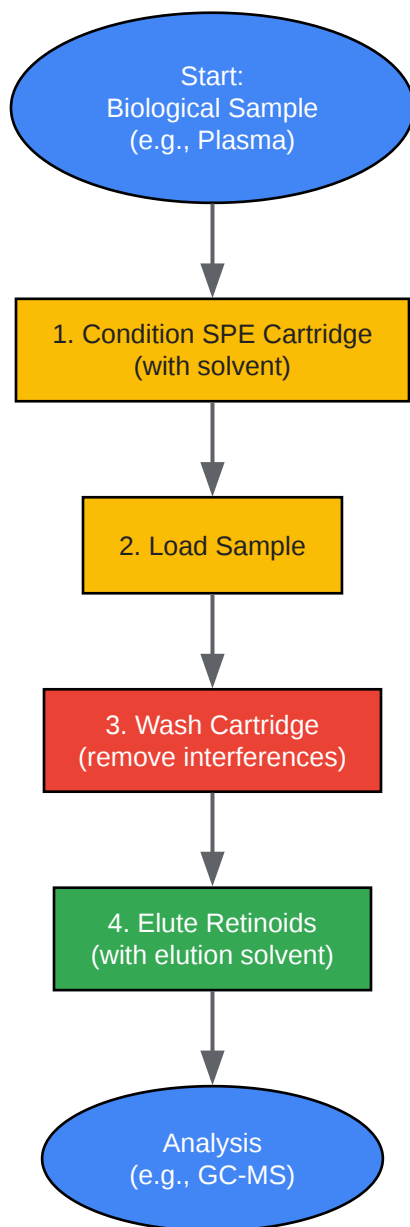 Start:
Biological Sample
(e.g., Plasma)
1. Condition SPE Cartridge
(with solvent)
2. Load Sample
3. Wash Cartridge
(remove interferences)
4. Elute Retinoids
(with elution solvent)
Analysis
(e.g., GC-MS)